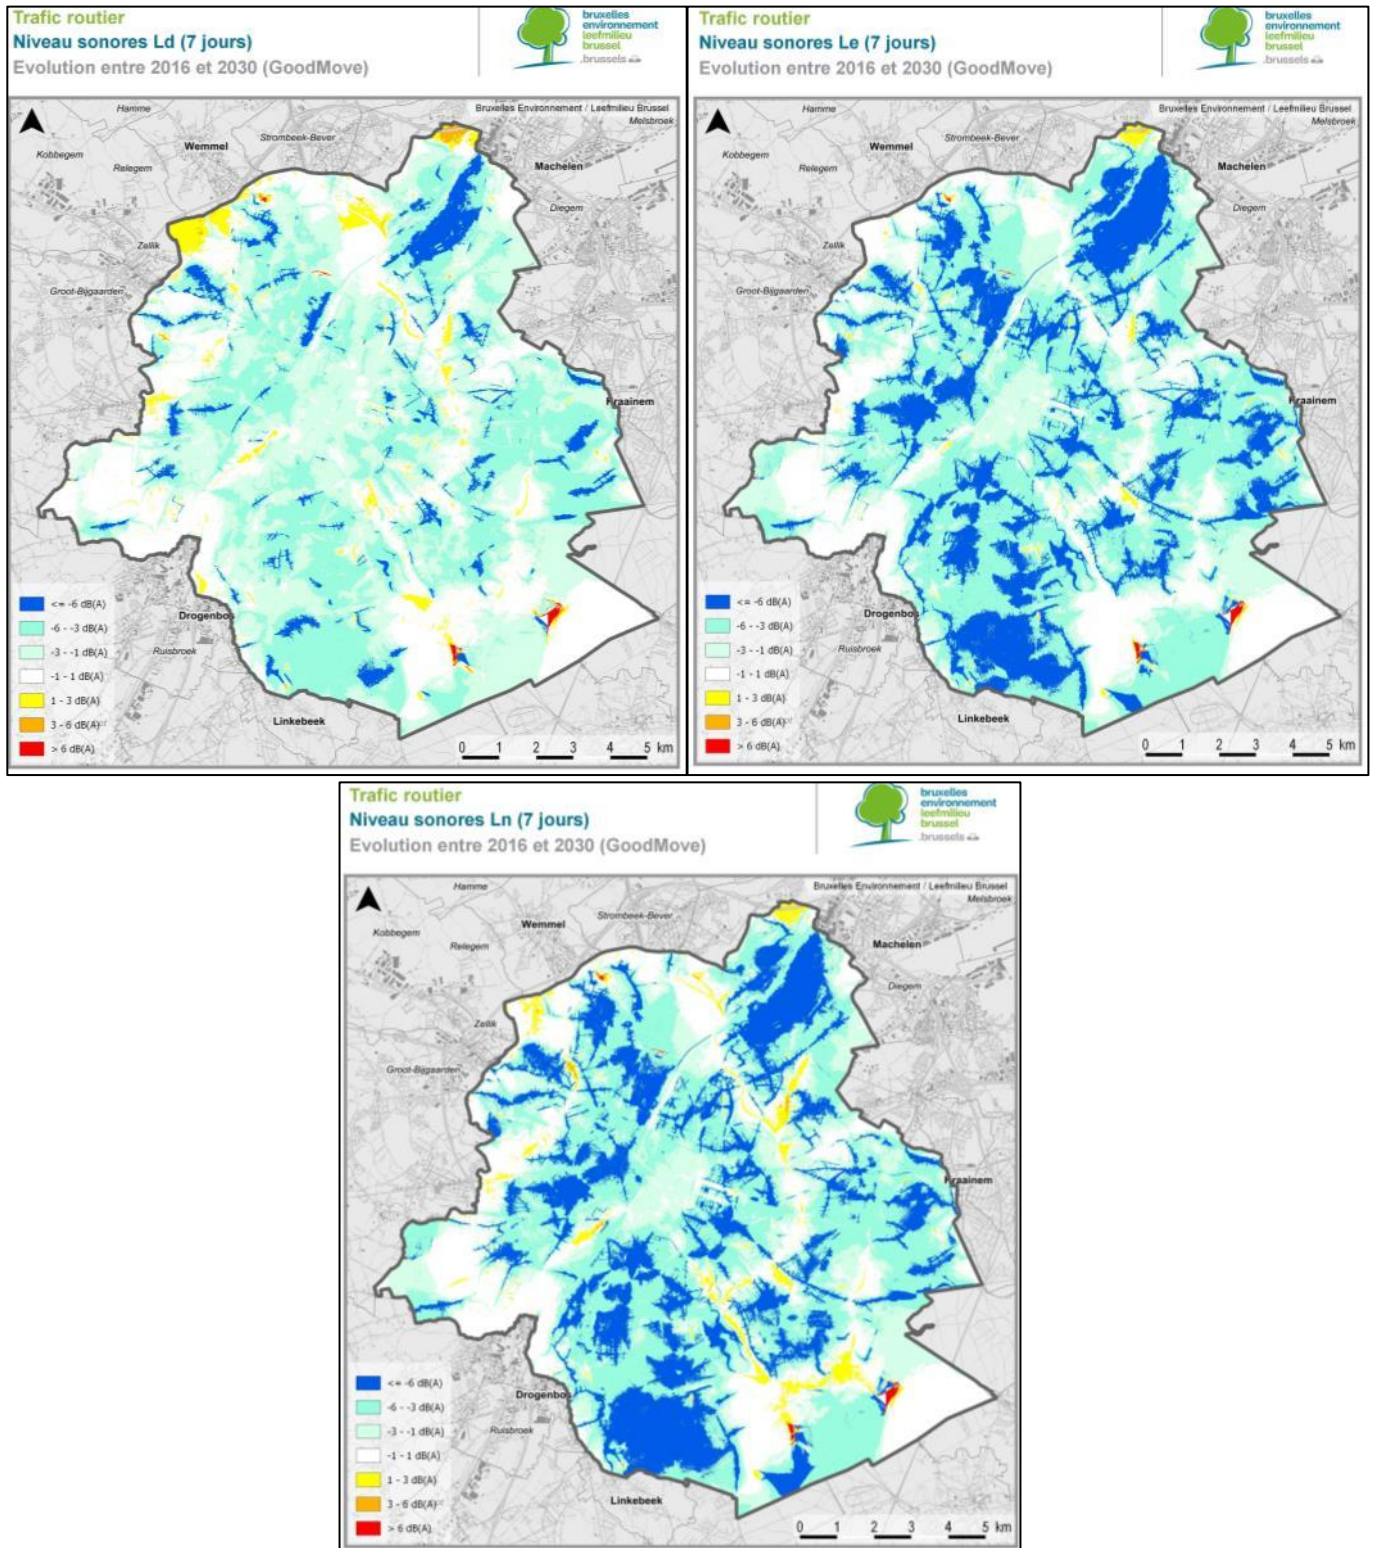 Trafic routier
Niveau sonores Ld (7 jours)
Evolution entre 2016 et 2030 (GoodMove)
bruxelles
environnement
leefmilieu
brussel
.brussels
Bruxelles Environnement / Leefmilieu Brussel
Hamme
Melsbroek
Strombeek-Bever
Wemmel
Kobbegem
Relegem
Machelen
Diegem
Zellik
Groot-Bijgaarden
Kraainem
Drogenbos
Ruisbroek
Linkebeek
<= -6 dB(A)
-6 - -3 dB(A)
-3 - -1 dB(A)
-1 - 1 dB(A)
1 - 3 dB(A)
3 - 6 dB(A)
> 6 dB(A)
0 1 2 3 4 5 km
Trafic routier
Niveau sonores Le (7 jours)
Evolution entre 2016 et 2030 (GoodMove)
bruxelles
environnement
leefmilieu
brussel
.brussels
Bruxelles Environnement / Leefmilieu Brussel
Hamme
Melsbroek
Strombeek-Bever
Wemmel
Kobbegem
Relegem
Machelen
Diegem
Zellik
Groot-Bijgaarden
Kraainem
Drogenbos
Ruisbroek
Linkebeek
<= -6 dB(A)
-6 - -3 dB(A)
-3 - -1 dB(A)
-1 - 1 dB(A)
1 - 3 dB(A)
3 - 6 dB(A)
> 6 dB(A)
0 1 2 3 4 5 km
Trafic routier
Niveau sonores Ln (7 jours)
Evolution entre 2016 et 2030 (GoodMove)
bruxelles
environnement
leefmilieu
brussel
.brussels
Bruxelles Environnement / Leefmilieu Brussel
Hamme
Melsbroek
Strombeek-Bever
Wemmel
Kobbegem
Relegem
Machelen
Diegem
Zellik
Groot-Bijgaarden
Kraainem
Drogenbos
Ruisbroek
Linkebeek
<= -6 dB(A)
-6 - -3 dB(A)
-3 - -1 dB(A)
-1 - 1 dB(A)
1 - 3 dB(A)
3 - 6 dB(A)
> 6 dB(A)
0 1 2 3 4 5 km